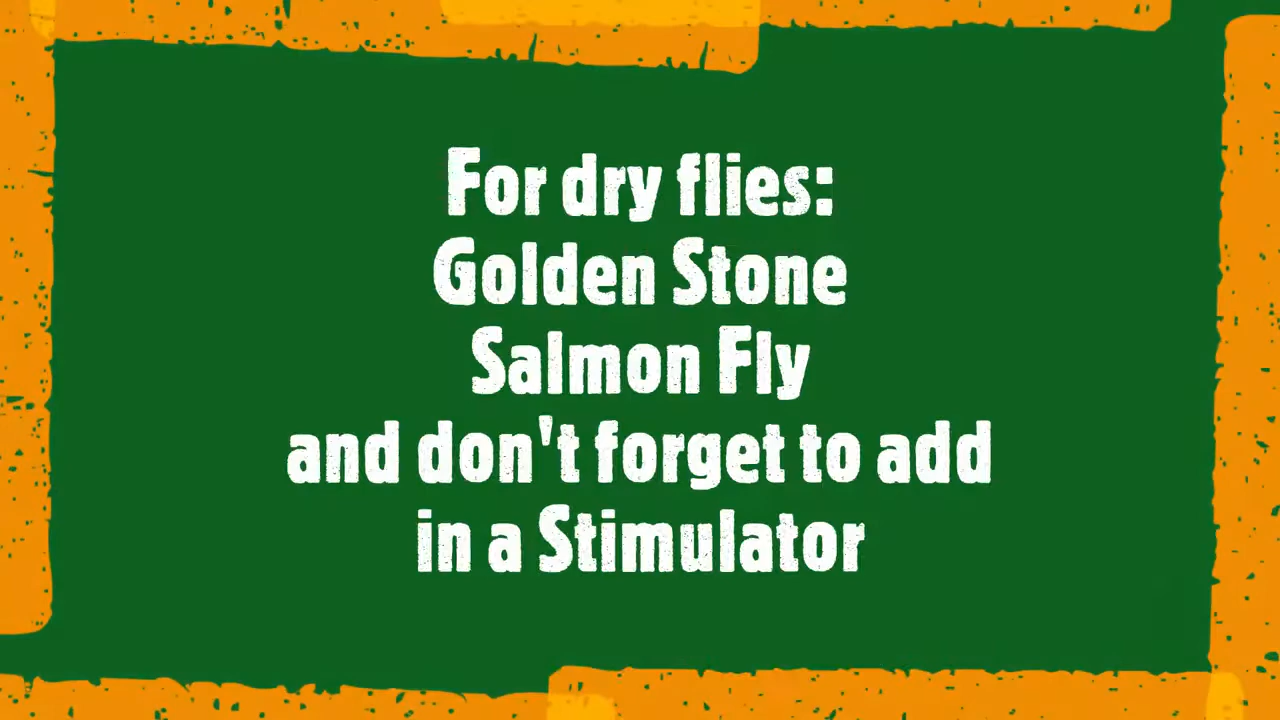 For dry flies:
Golden Stone
Salmon Fly
and don't forget to add
in a Stimulator